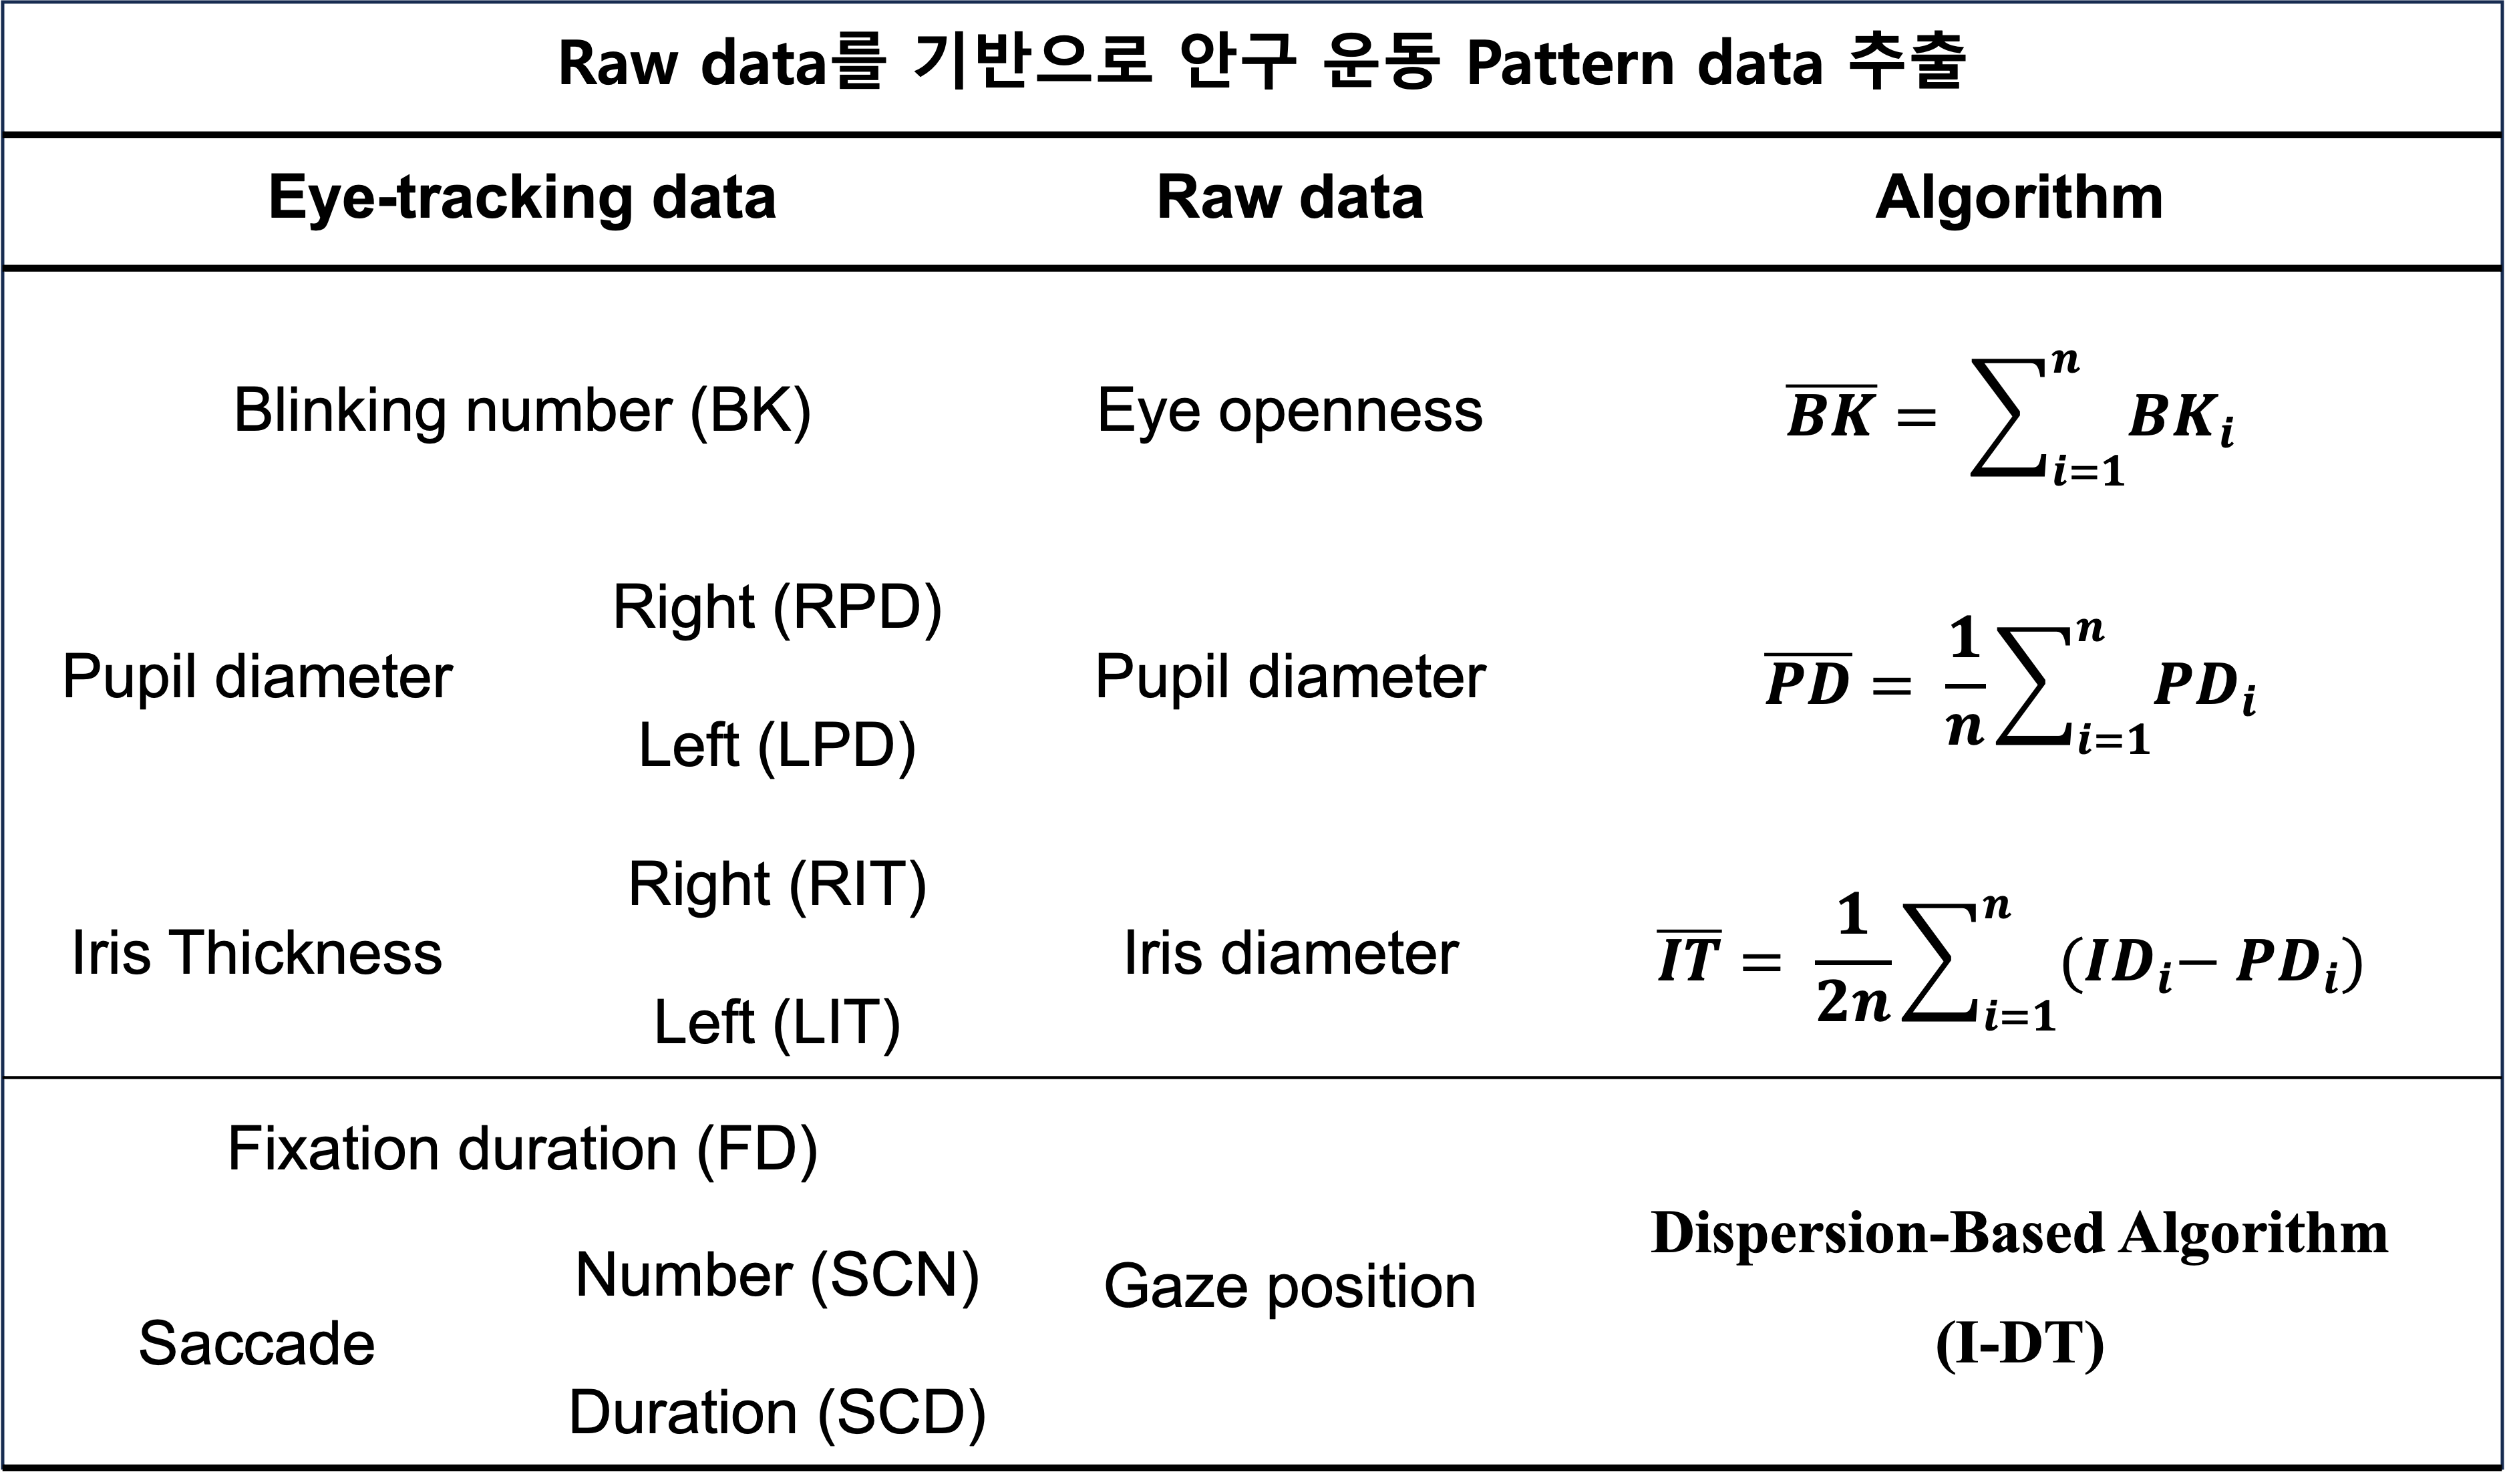 Raw data를 기반으로 안구 운동 Pattern data 추출
Eye-tracking data Raw data Algorithm
Blinking number (BK) Eye openness $\overline{BK} = \sum_{i=1}^{n} BK_i$
Right (RPD)
Pupil diameter Pupil diameter $\overline{PD} = \frac{1}{n} \sum_{i=1}^{n} PD_i$
Left (LPD)
Right (RIT)
Iris Thickness Iris diameter $\overline{IT} = \frac{1}{2n} \sum_{i=1}^{n} (ID_i - PD_i)$
Left (LIT)
Fixation duration (FD)
Dispersion-Based Algorithm
Number (SCN) Gaze position
Saccade (I-DT)
Duration (SCD)